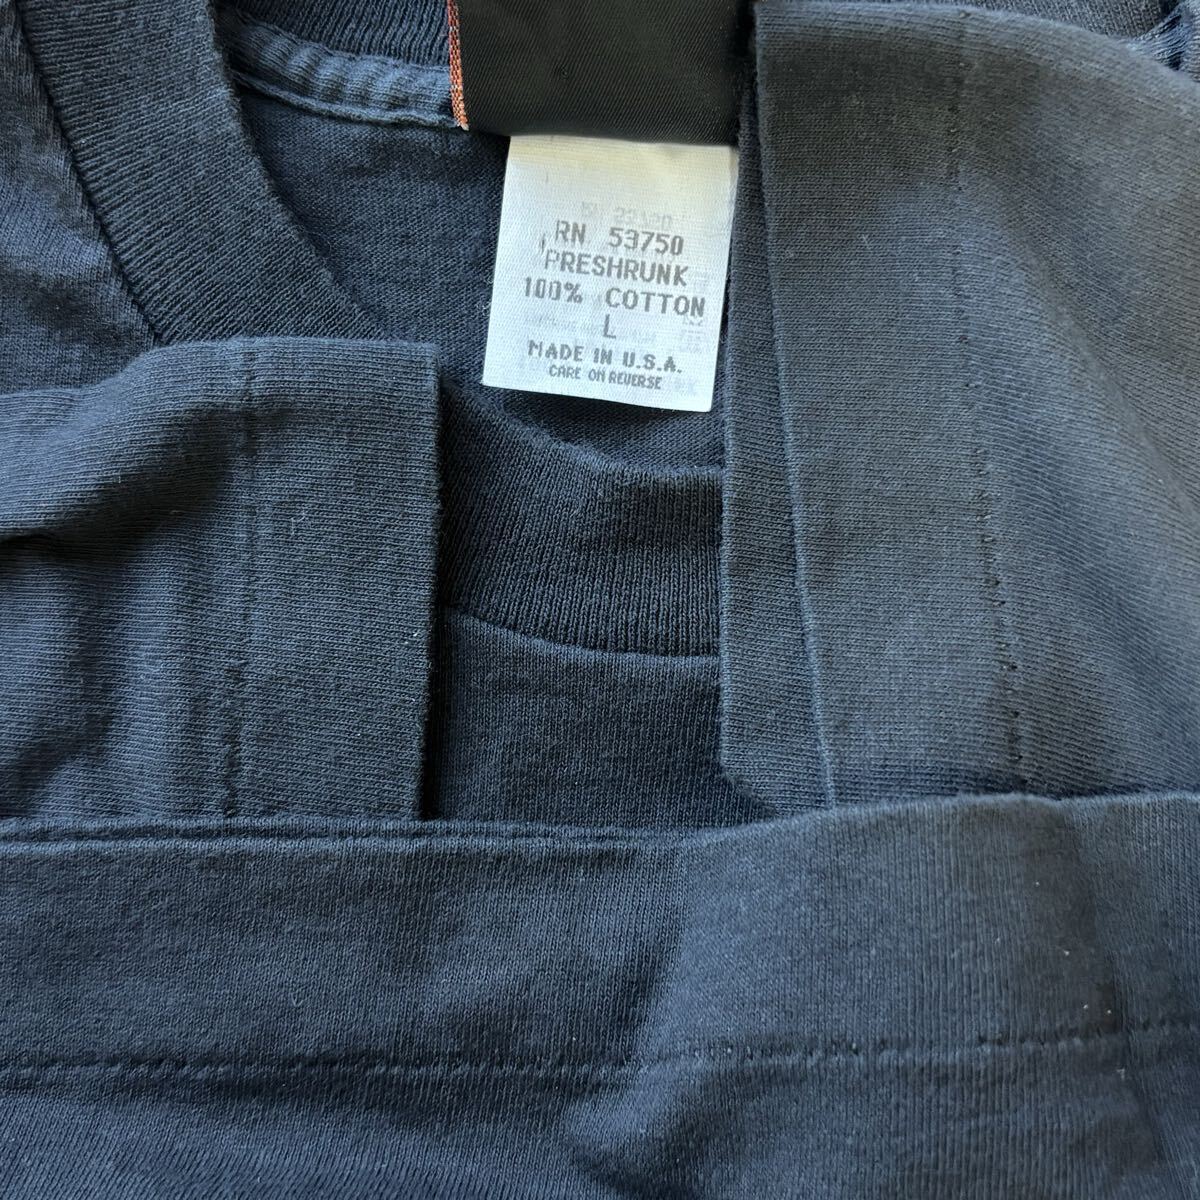 RN 53750
PRESHRUNK
100% COTTON
L
MADE IN U.S.A.
CARE ON REVERSE